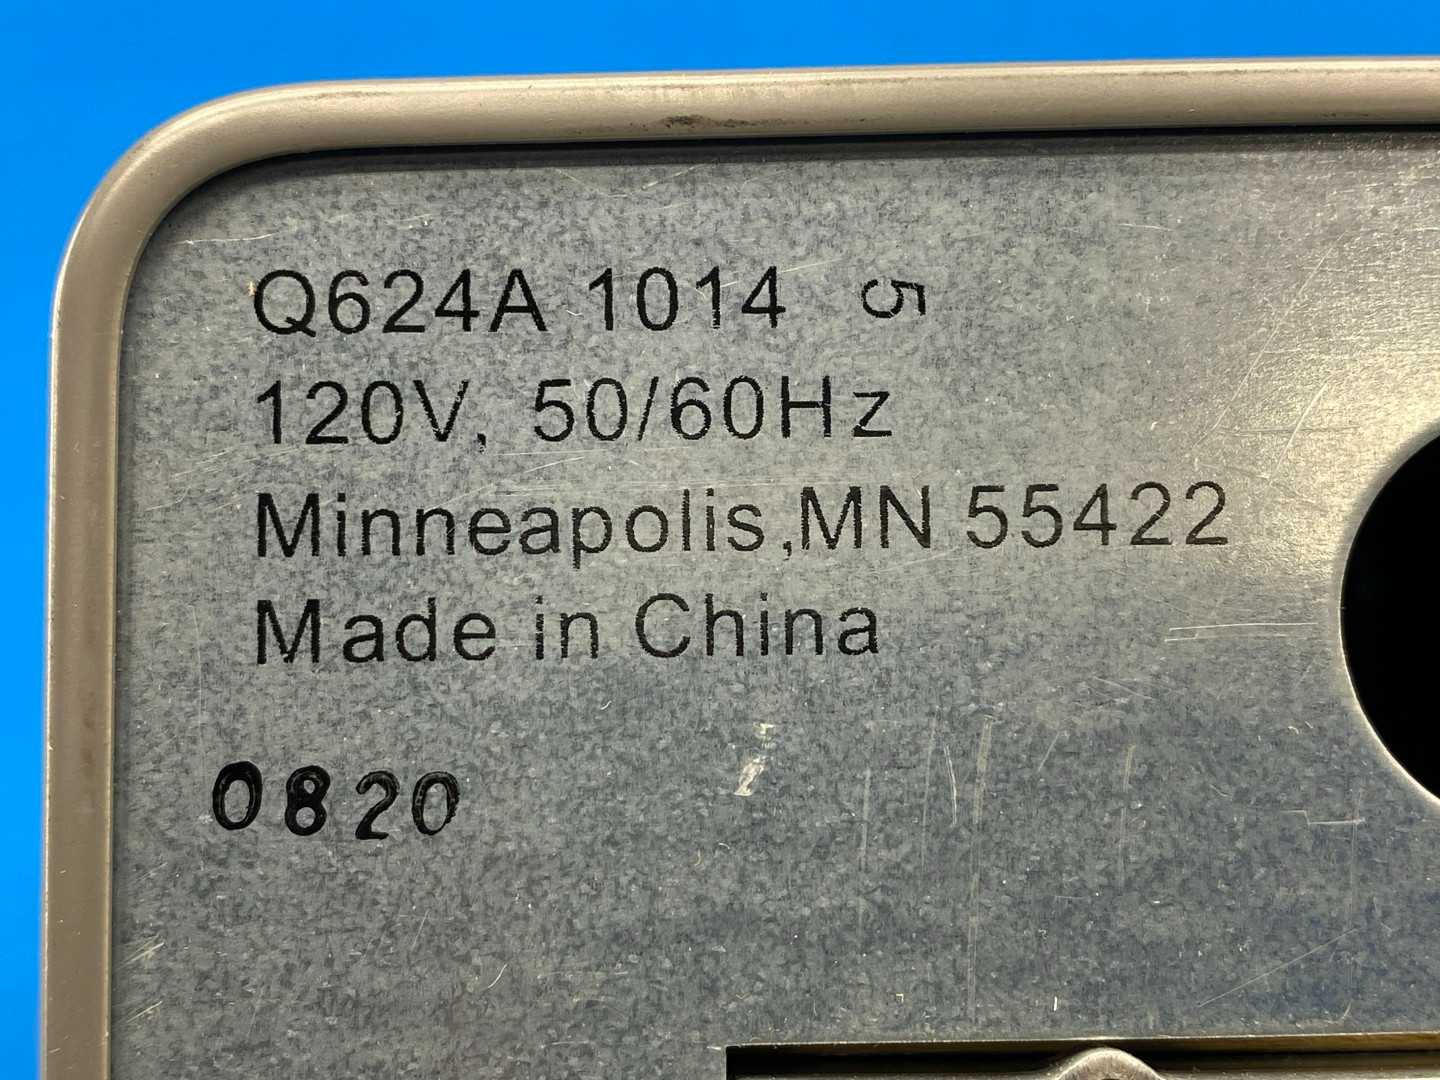 Q624A 1014 5
120V, 50/60Hz
Minneapolis,MN 55422
Made in China
0820